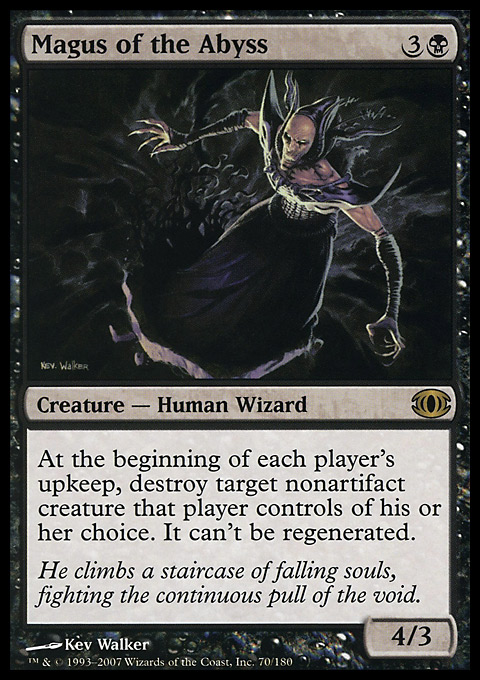 Magus of the Abyss 3
KEV. WALKER
Creature — Human Wizard
At the beginning of each player's
upkeep, destroy target nonartifact
creature that player controls of his or
her choice. It can't be regenerated.
He climbs a staircase of falling souls,
fighting the continuous pull of the void.
4/3
Kev Walker
™ & © 1993–2007 Wizards of the Coast, Inc. 70/180